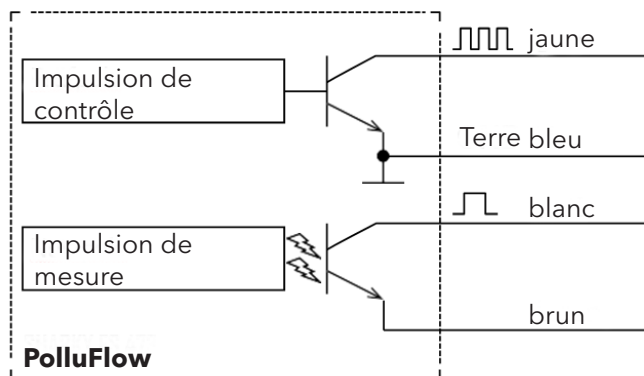 jaune
Impulsion de
contrôle
Terre bleu
blanc
Impulsion de
mesure
brun
PolluFlow